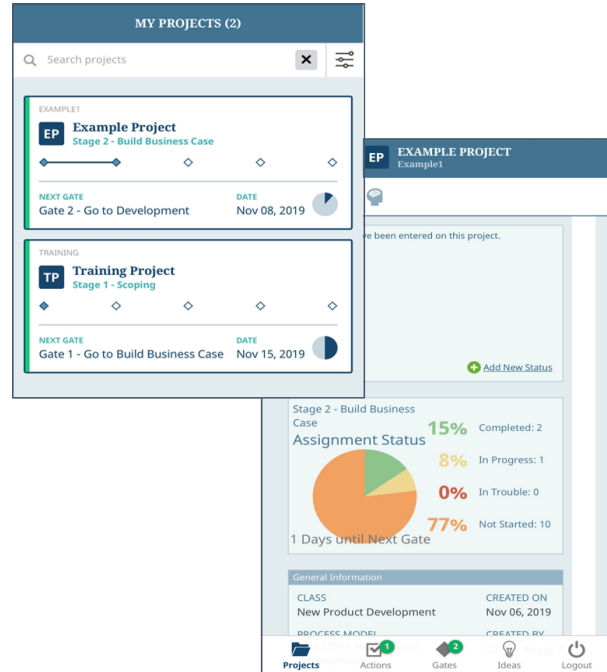 MY PROJECTS (2)
Search projects
EXAMPLE1
EP
Example Project
Stage 2 - Build Business Case
NEXT GATE
DATE
Gate 2 - Go to Development
Nov 08, 2019
TRAINING
TP
Training Project
Stage 1 - Scoping
NEXT GATE
DATE
Gate 1 - Go to Build Business Case
Nov 15, 2019
EP
EXAMPLE PROJECT
Example1
been entered on this project.
Add New Status
Stage 2 - Build Business
Case
Assignment Status
15% Completed: 2
8% In Progress: 1
0% In Trouble: 0
77% Not Started: 10
1 Days until Next Gate
General Information
CLASS
CREATED ON
New Product Development
Nov 06, 2019
PROCESS MODEL
CREATED BY
1
2
Projects
Actions
Gates
Ideas
Logout